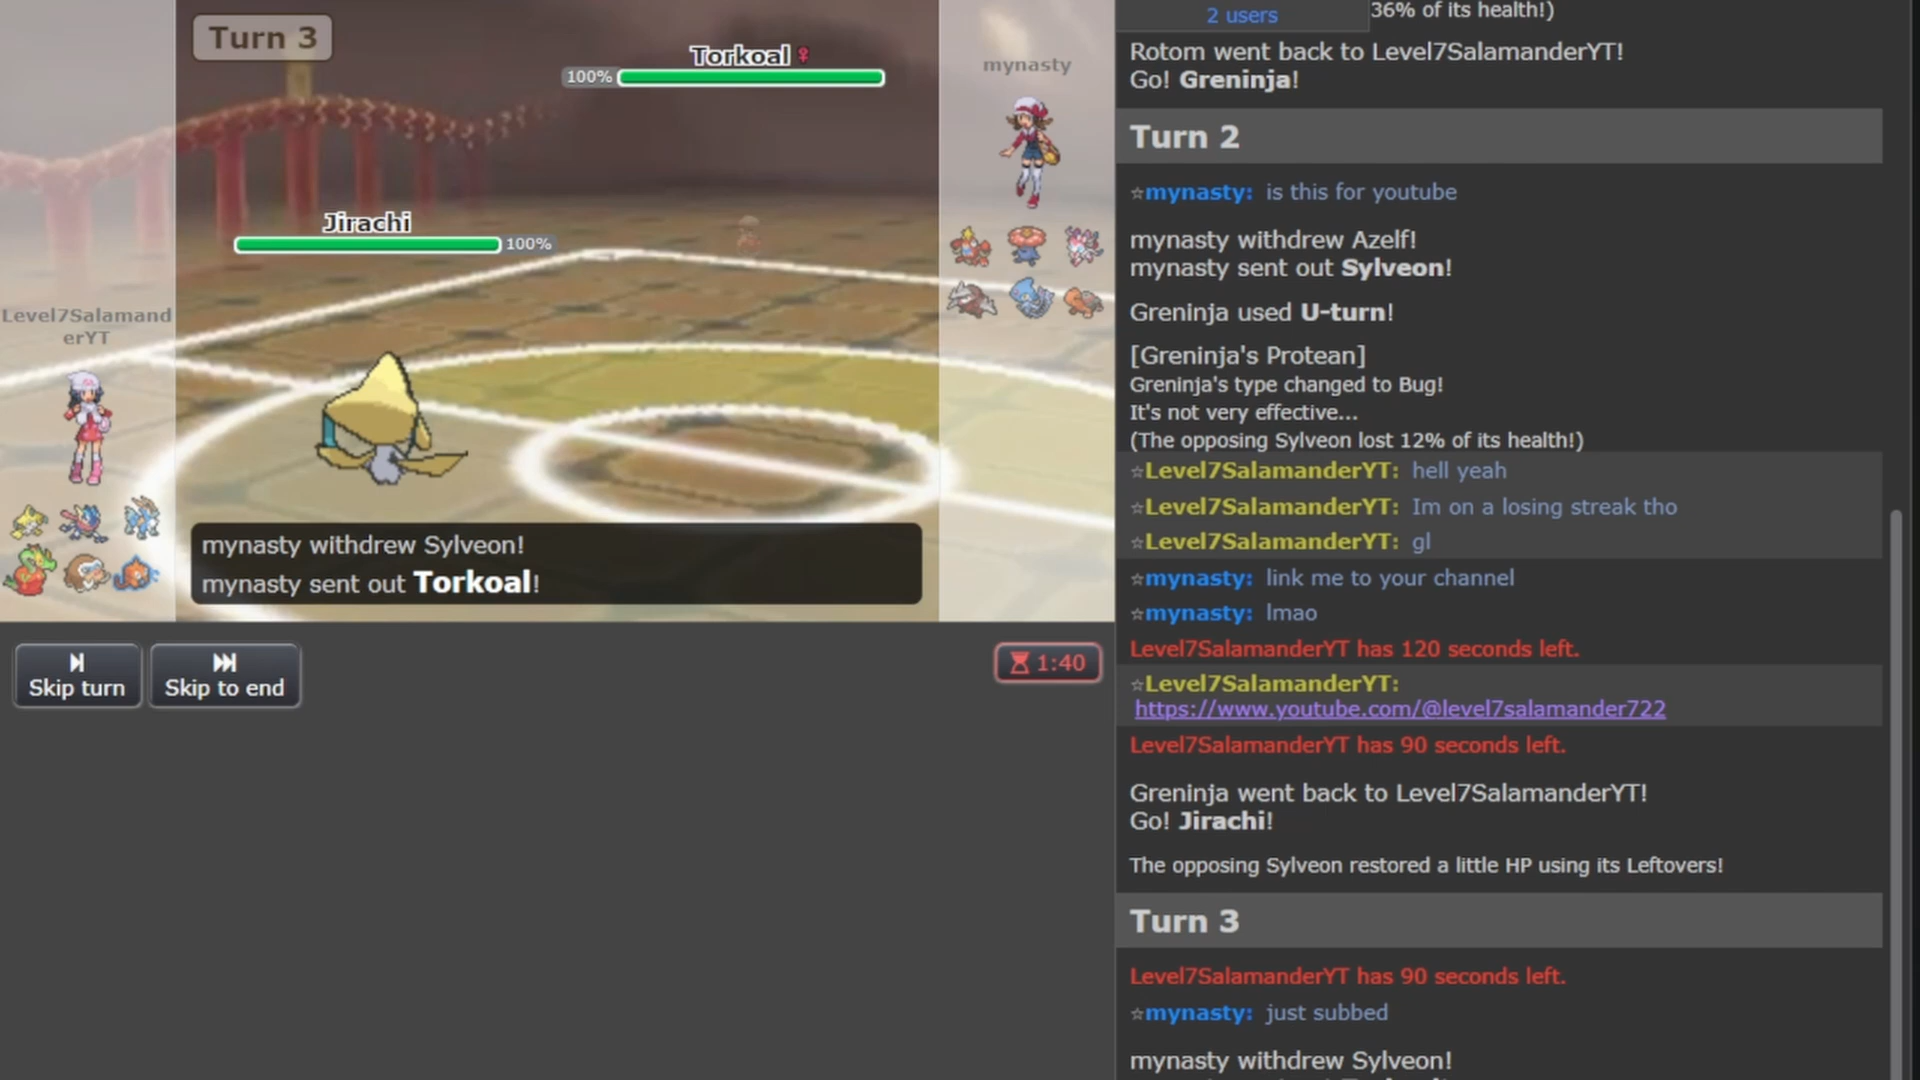 Turn 3
Torkoal ♀
100%
mynasty
Jirachi
100%
Level7Salamand
erYT
mynasty withdrew Sylveon!
mynasty sent out Torkoal!
Skip turn
Skip to end
1:40
2 users
36% of its health!)
Rotom went back to Level7SalamanderYT!
Go! Greninja!
Turn 2
☆mynasty: is this for youtube
mynasty withdrew Azelf!
mynasty sent out Sylveon!
Greninja used U-turn!
[Greninja's Protean]
Greninja's type changed to Bug!
It's not very effective...
(The opposing Sylveon lost 12% of its health!)
☆Level7SalamanderYT: hell yeah
☆Level7SalamanderYT: Im on a losing streak tho
☆Level7SalamanderYT: gl
☆mynasty: link me to your channel
☆mynasty: lmao
Level7SalamanderYT has 120 seconds left.
☆Level7SalamanderYT:
https://www.youtube.com/@level7salamander722
Level7SalamanderYT has 90 seconds left.
Greninja went back to Level7SalamanderYT!
Go! Jirachi!
The opposing Sylveon restored a little HP using its Leftovers!
Turn 3
Level7SalamanderYT has 90 seconds left.
☆mynasty: just subbed
mynasty withdrew Sylveon!